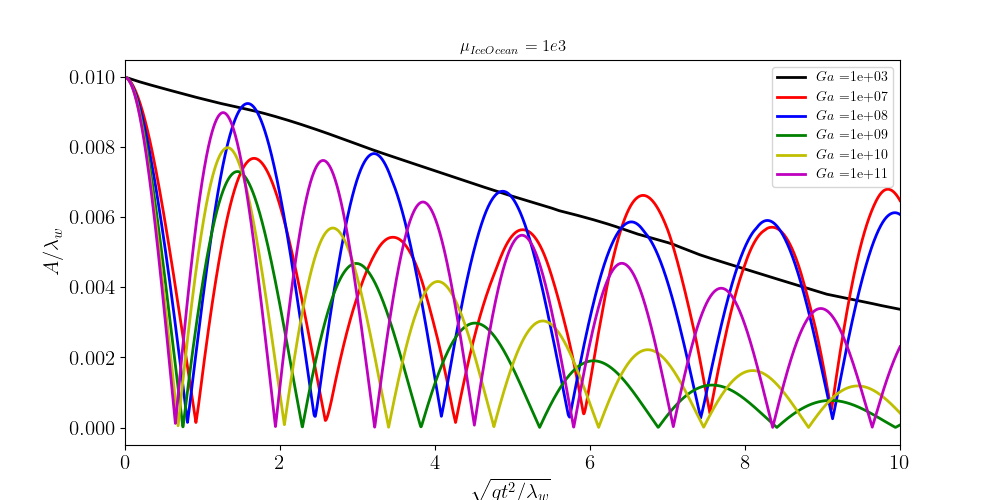 μ_{IceOcean} = 1e3
0.010
0.008
0.006
0.004
0.002
0.000
A/λ_w
Ga =1e+03
Ga =1e+07
Ga =1e+08
Ga =1e+09
Ga =1e+10
Ga =1e+11
0 2 4 6 8 10
√gt²/λ_w